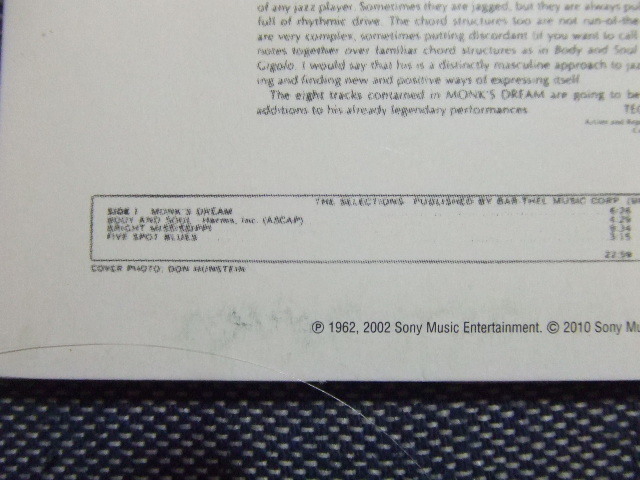 of any jazz player. Sometimes they are jagged, but they are always pu
full of rhythmic drive. The chord structures too are not run-of-the
are very complex, sometimes putting discordant (if you want to call
notes together over familiar chord structures as in Body and Soul
Gigolo. I would say that his is a distinctly masculine approach to jaz
ing and finding new and positive ways of expressing itself.
The eight tracks contained in MONK'S DREAM are going to be
additions to his already legendary performances. TEO
THE SELECTIONS PUBLISHED BY BAR-THEL MUSIC CORP. (B
SIDE 1 MONK'S DREAM 6:26
BODY AND SOUL Harms, Inc. (ASCAP) 4:29
BRIGHT MISSISSIPPI 8:34
FIVE SPOT BLUES 3:15
22:59
COVER PHOTO: DON HUNSTEIN
℗ 1962, 2002 Sony Music Entertainment. © 2010 Sony Mu